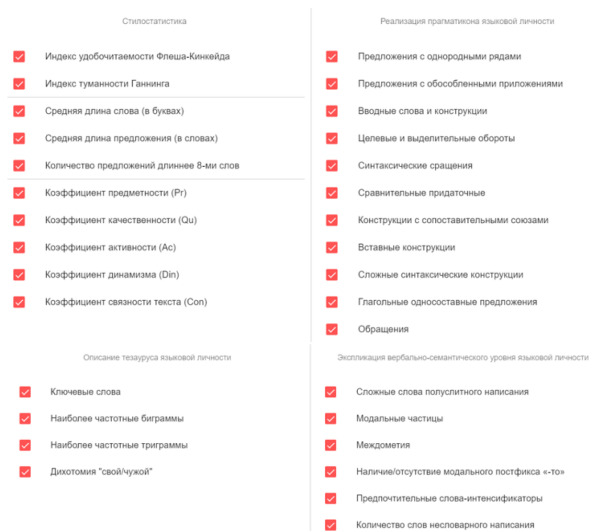 Стилостатистика
Индекс удобочитаемости Флеша-Кинкейда
Индекс туманности Ганнинга
Средняя длина слова (в буквах)
Средняя длина предложения (в словах)
Количество предложений длиннее 8-ми слов
Коэффициент предметности (Pr)
Коэффициент качественности (Qu)
Коэффициент активности (Ac)
Коэффициент динамизма (Din)
Коэффициент связности текста (Con)
Реализация прагматикона языковой личности
Предложения с однородными рядами
Предложения с обособленными приложениями
Вводные слова и конструкции
Целевые и выделительные обороты
Синтаксические сращения
Сравнительные придаточные
Конструкции с сопоставительными союзами
Вставные конструкции
Сложные синтаксические конструкции
Глагольные односоставные предложения
Обращения
Описание тезауруса языковой личности
Ключевые слова
Наиболее частотные биграммы
Наиболее частотные триграммы
Дихотомия "свой/чужой"
Экспликация вербально-семантического уровня языковой личности
Сложные слова полуслитного написания
Модальные частицы
Междометия
Наличие/отсутствие модального постфикса «-то»
Предпочтительные слова-интенсификаторы
Количество слов несловарного написания